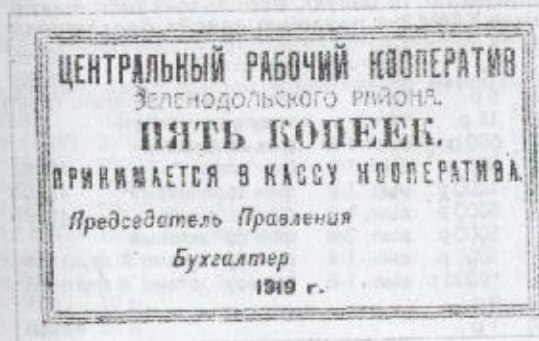 ЦЕНТРАЛЬНЫЙ РАБОЧИЙ КООПЕРАТИВ
ЗЕЛЕНОДОЛЬСКОГО РАЙОНА.
ПЯТЬ КОПЕЕК.
ПРИНИМАЕТСЯ В КАССУ КООПЕРАТИВА.
Председатель Правления
Бухгалтер
1919 г.